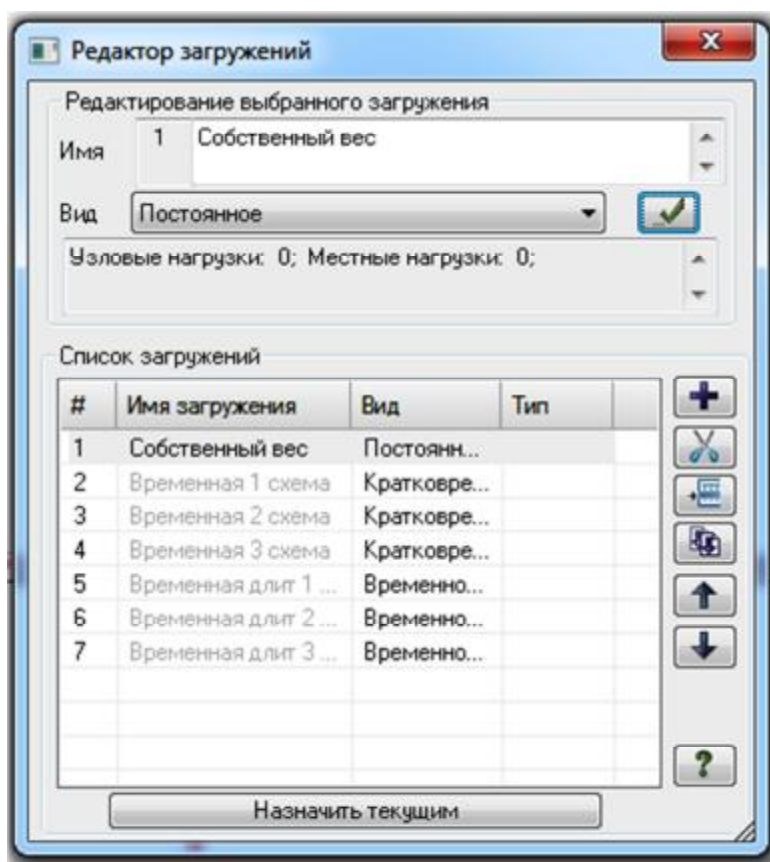 Редактор загружений
Редактирование выбранного загружения
Имя 1 Собственный вес
Вид Постоянное
Узловые нагрузки: 0; Местные нагрузки: 0;
Список загружений
# Имя загружения Вид Тип
1 Собственный вес Постоянн...
2 Временная 1 схема Кратковре...
3 Временная 2 схема Кратковре...
4 Временная 3 схема Кратковре...
5 Временная длит 1 ... Временно...
6 Временная длит 2 ... Временно...
7 Временная длит 3 ... Временно...
?
Назначить текущим